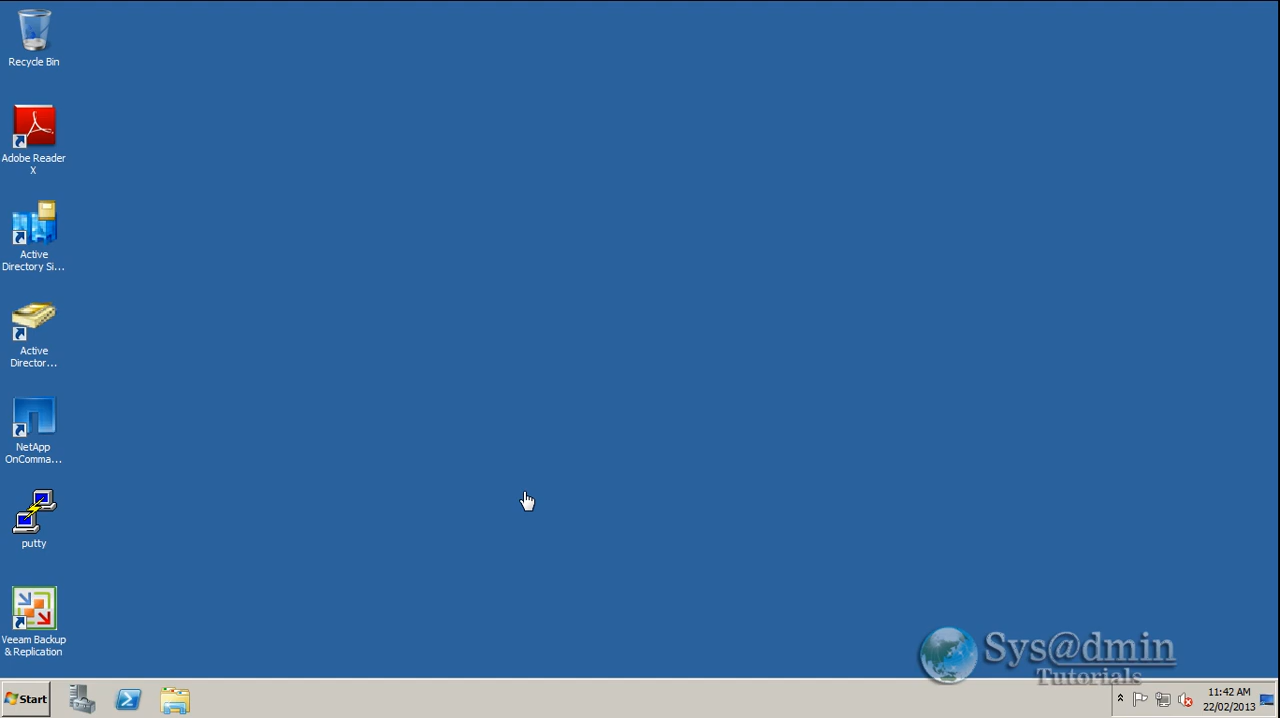 Recycle Bin
Adobe Reader
X
Active
Directory Si...
Active
Director...
NetApp
OnComma...
putty
Veeam Backup
& Replication
Sys@dmin
Tutorials
Start
11:42 AM
22/02/2013